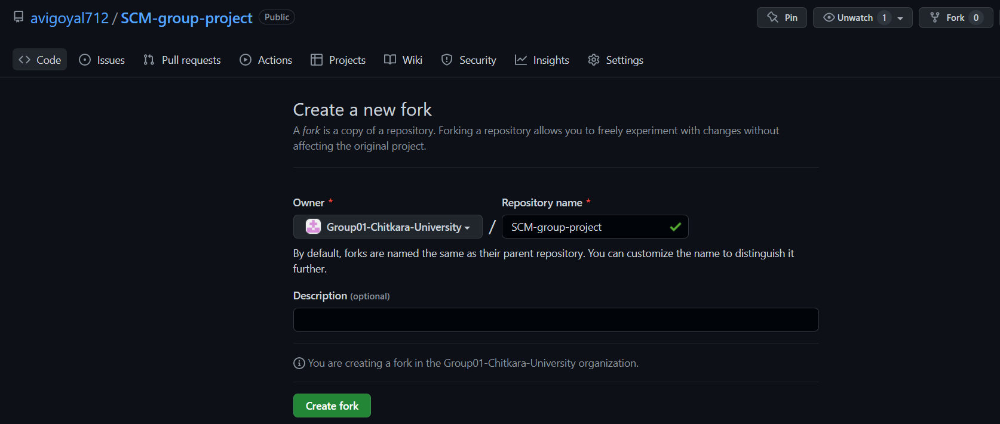 avigoyal712 / SCM-group-project Public Pin Unwatch 1 Fork 0
Code Issues Pull requests Actions Projects Wiki Security Insights Settings
Create a new fork
A fork is a copy of a repository. Forking a repository allows you to freely experiment with changes without
affecting the original project.
Owner * Repository name *
Group01-Chitkara-University / SCM-group-project
By default, forks are named the same as their parent repository. You can customize the name to distinguish it
further.
Description (optional)
You are creating a fork in the Group01-Chitkara-University organization.
Create fork